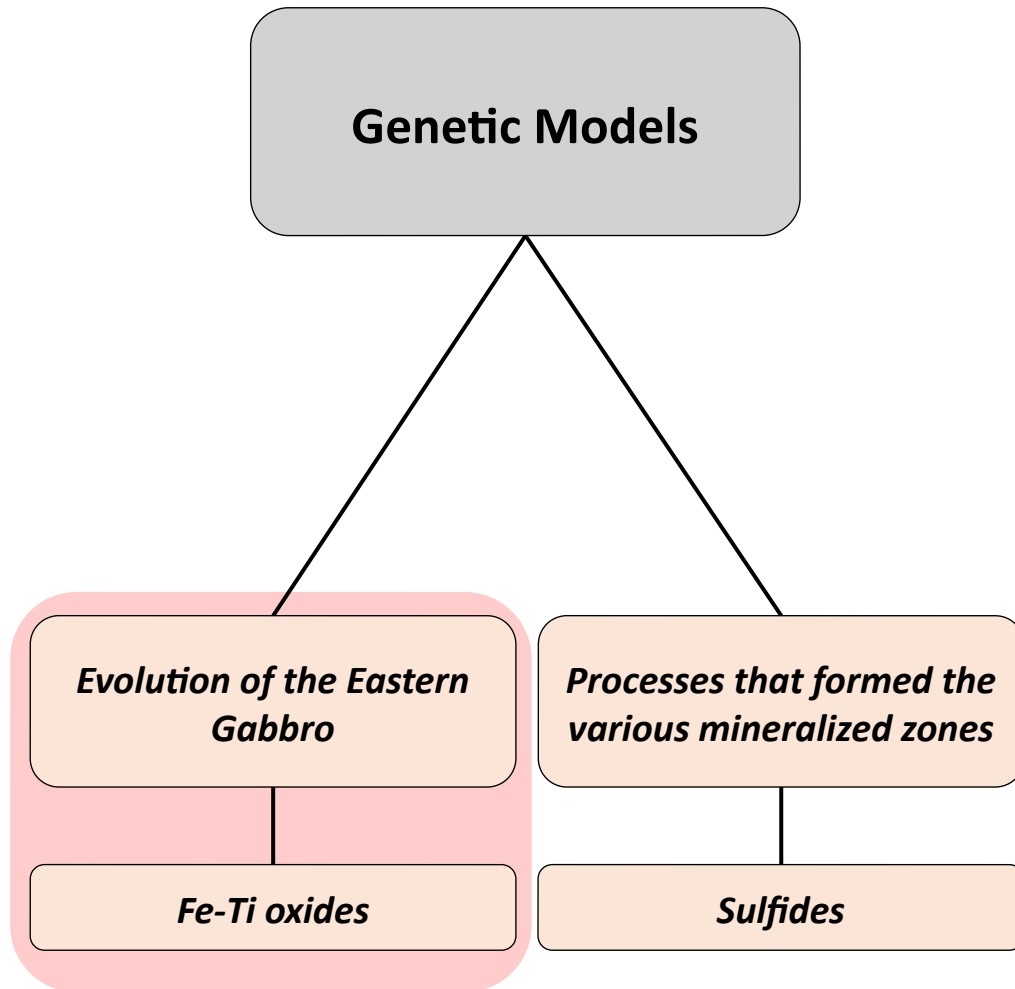 Genetic Models
Evolution of the Eastern
Gabbro
Processes that formed the
various mineralized zones
Fe-Ti oxides
Sulfides